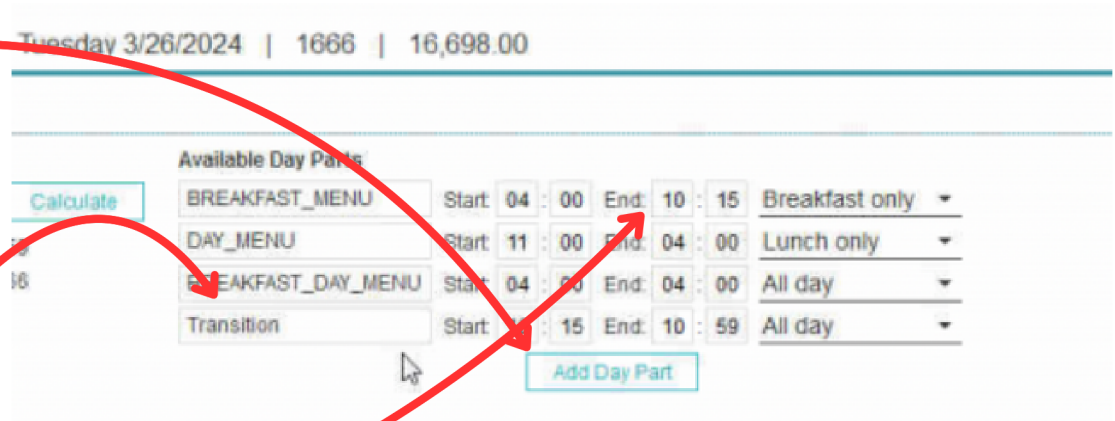 Tuesday 3/26/2024 | 1666 | 16,698.00
Available Day Parts
Calculate
BREAKFAST_MENU Start 04 : 00 End: 10 : 15 Breakfast only
DAY_MENU Start 11 : 00 End: 04 : 00 Lunch only
BREAKFAST_DAY_MENU Start 04 : 00 End: 04 : 00 All day
Transition Start : 15 End: 10 : 59 All day
Add Day Part